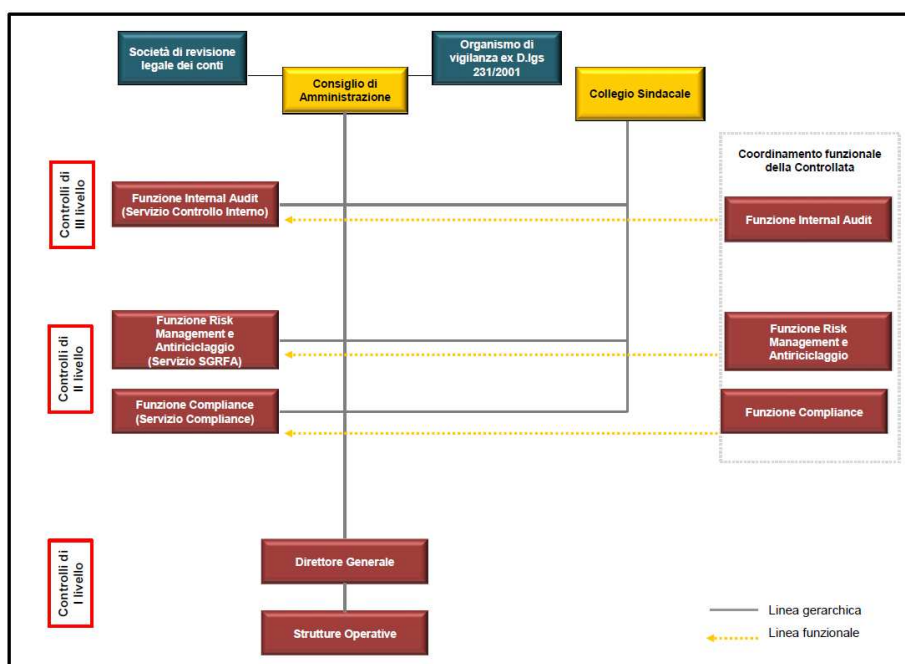 Società di revisione
legale dei conti
Organismo di
vigilanza ex D.lgs
231/2001
Consiglio di
Amministrazione
Collegio Sindacale
Coordinamento funzionale
della Controllata
Controlli di
III livello
Funzione Internal Audit
(Servizio Controllo Interno)
Funzione Internal Audit
Controlli di
II livello
Funzione Risk
Management e
Antiriciclaggio
(Servizio SGRFA)
Funzione Risk
Management e
Antiriciclaggio
Funzione Compliance
(Servizio Compliance)
Funzione Compliance
Controlli di
I livello
Direttore Generale
Strutture Operative
Linea gerarchica
Linea funzionale